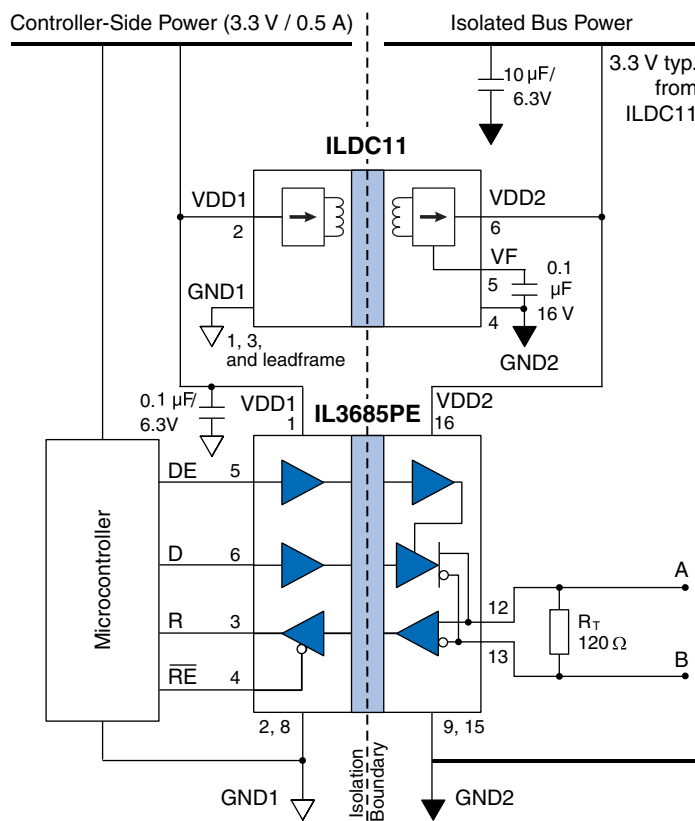 Controller-Side Power (3.3 V / 0.5 A)
Isolated Bus Power
10 µF/
6.3V
3.3 V typ.
from
ILDC11
ILDC11
VDD1
2
VDD2
6
VF
5
0.1
µF
16 V
4
GND1
1, 3,
and leadframe
GND2
0.1 µF/
6.3V
VDD1
1
IL3685PE
VDD2
16
Microcontroller
DE
5
D
6
R
3
RE
4
12
13
A
RT
120 Ω
B
2, 8
9, 15
GND1
Isolation
Boundary
GND2